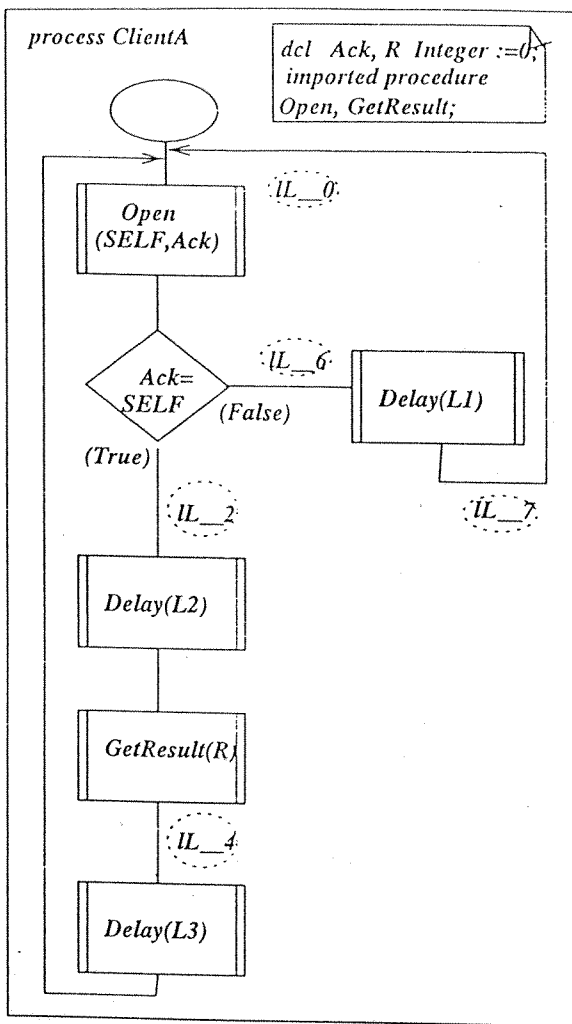 process ClientA
dcl Ack, R Integer :=0;
imported procedure
Open, GetResult;
lL__0
Open
(SELF,Ack)
lL__6
Ack=
SELF
(False)
Delay(L1)
(True)
lL__2
lL__7
Delay(L2)
GetResult(R)
lL__4
Delay(L3)